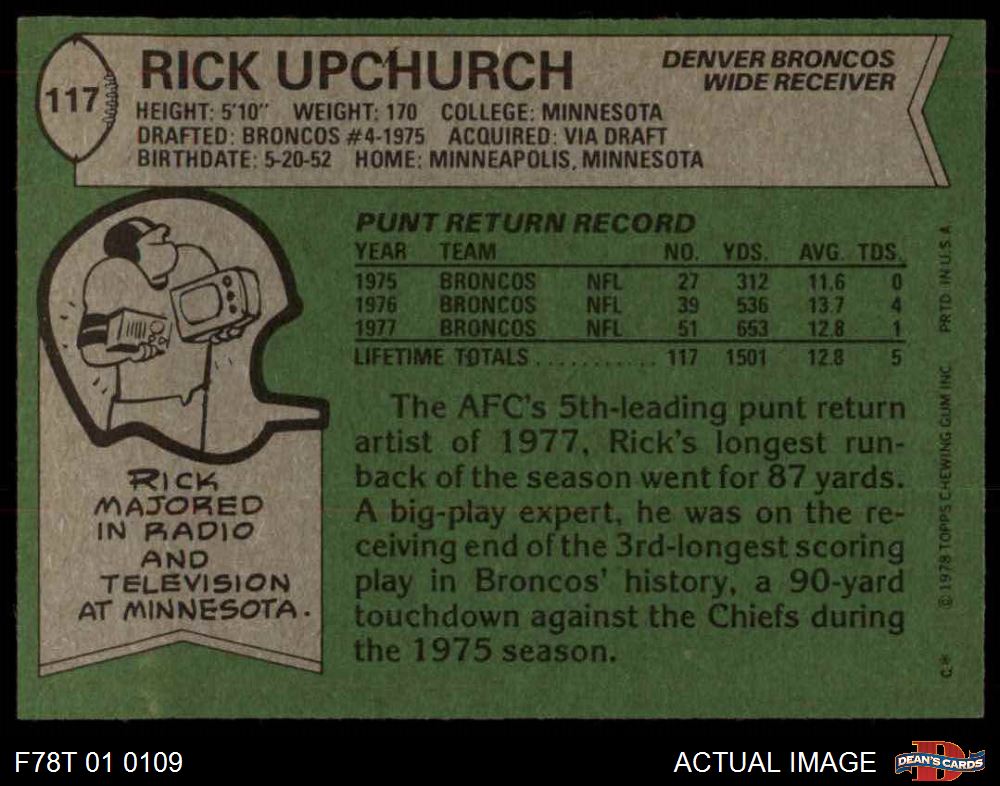 117
RICK UPCHURCH
DENVER BRONCOS
WIDE RECEIVER
HEIGHT: 5'10" WEIGHT: 170 COLLEGE: MINNESOTA
DRAFTED: BRONCOS #4-1975 ACQUIRED: VIA DRAFT
BIRTHDATE: 5-20-52 HOME: MINNEAPOLIS, MINNESOTA
PUNT RETURN RECORD
YEAR TEAM NO. YDS. AVG. TDS.
1975 BRONCOS NFL 27 312 11.6 0
1976 BRONCOS NFL 39 536 13.7 4
1977 BRONCOS NFL 51 653 12.8 1
LIFETIME TOTALS . . . . . . . . . . . 117 1501 12.8 5
The AFC's 5th-leading punt return
artist of 1977, Rick's longest run-
back of the season went for 87 yards.
A big-play expert, he was on the re-
ceiving end of the 3rd-longest scoring
play in Broncos' history, a 90-yard
touchdown against the Chiefs during
the 1975 season.
RICK
MAJORED
IN RADIO
AND
TELEVISION
AT MINNESOTA.
C* © 1978 TOPPS CHEWING GUM INC. PRTD. IN U.S.A.
F78T 01 0109
ACTUAL IMAGE
D
DEAN'S CARDS